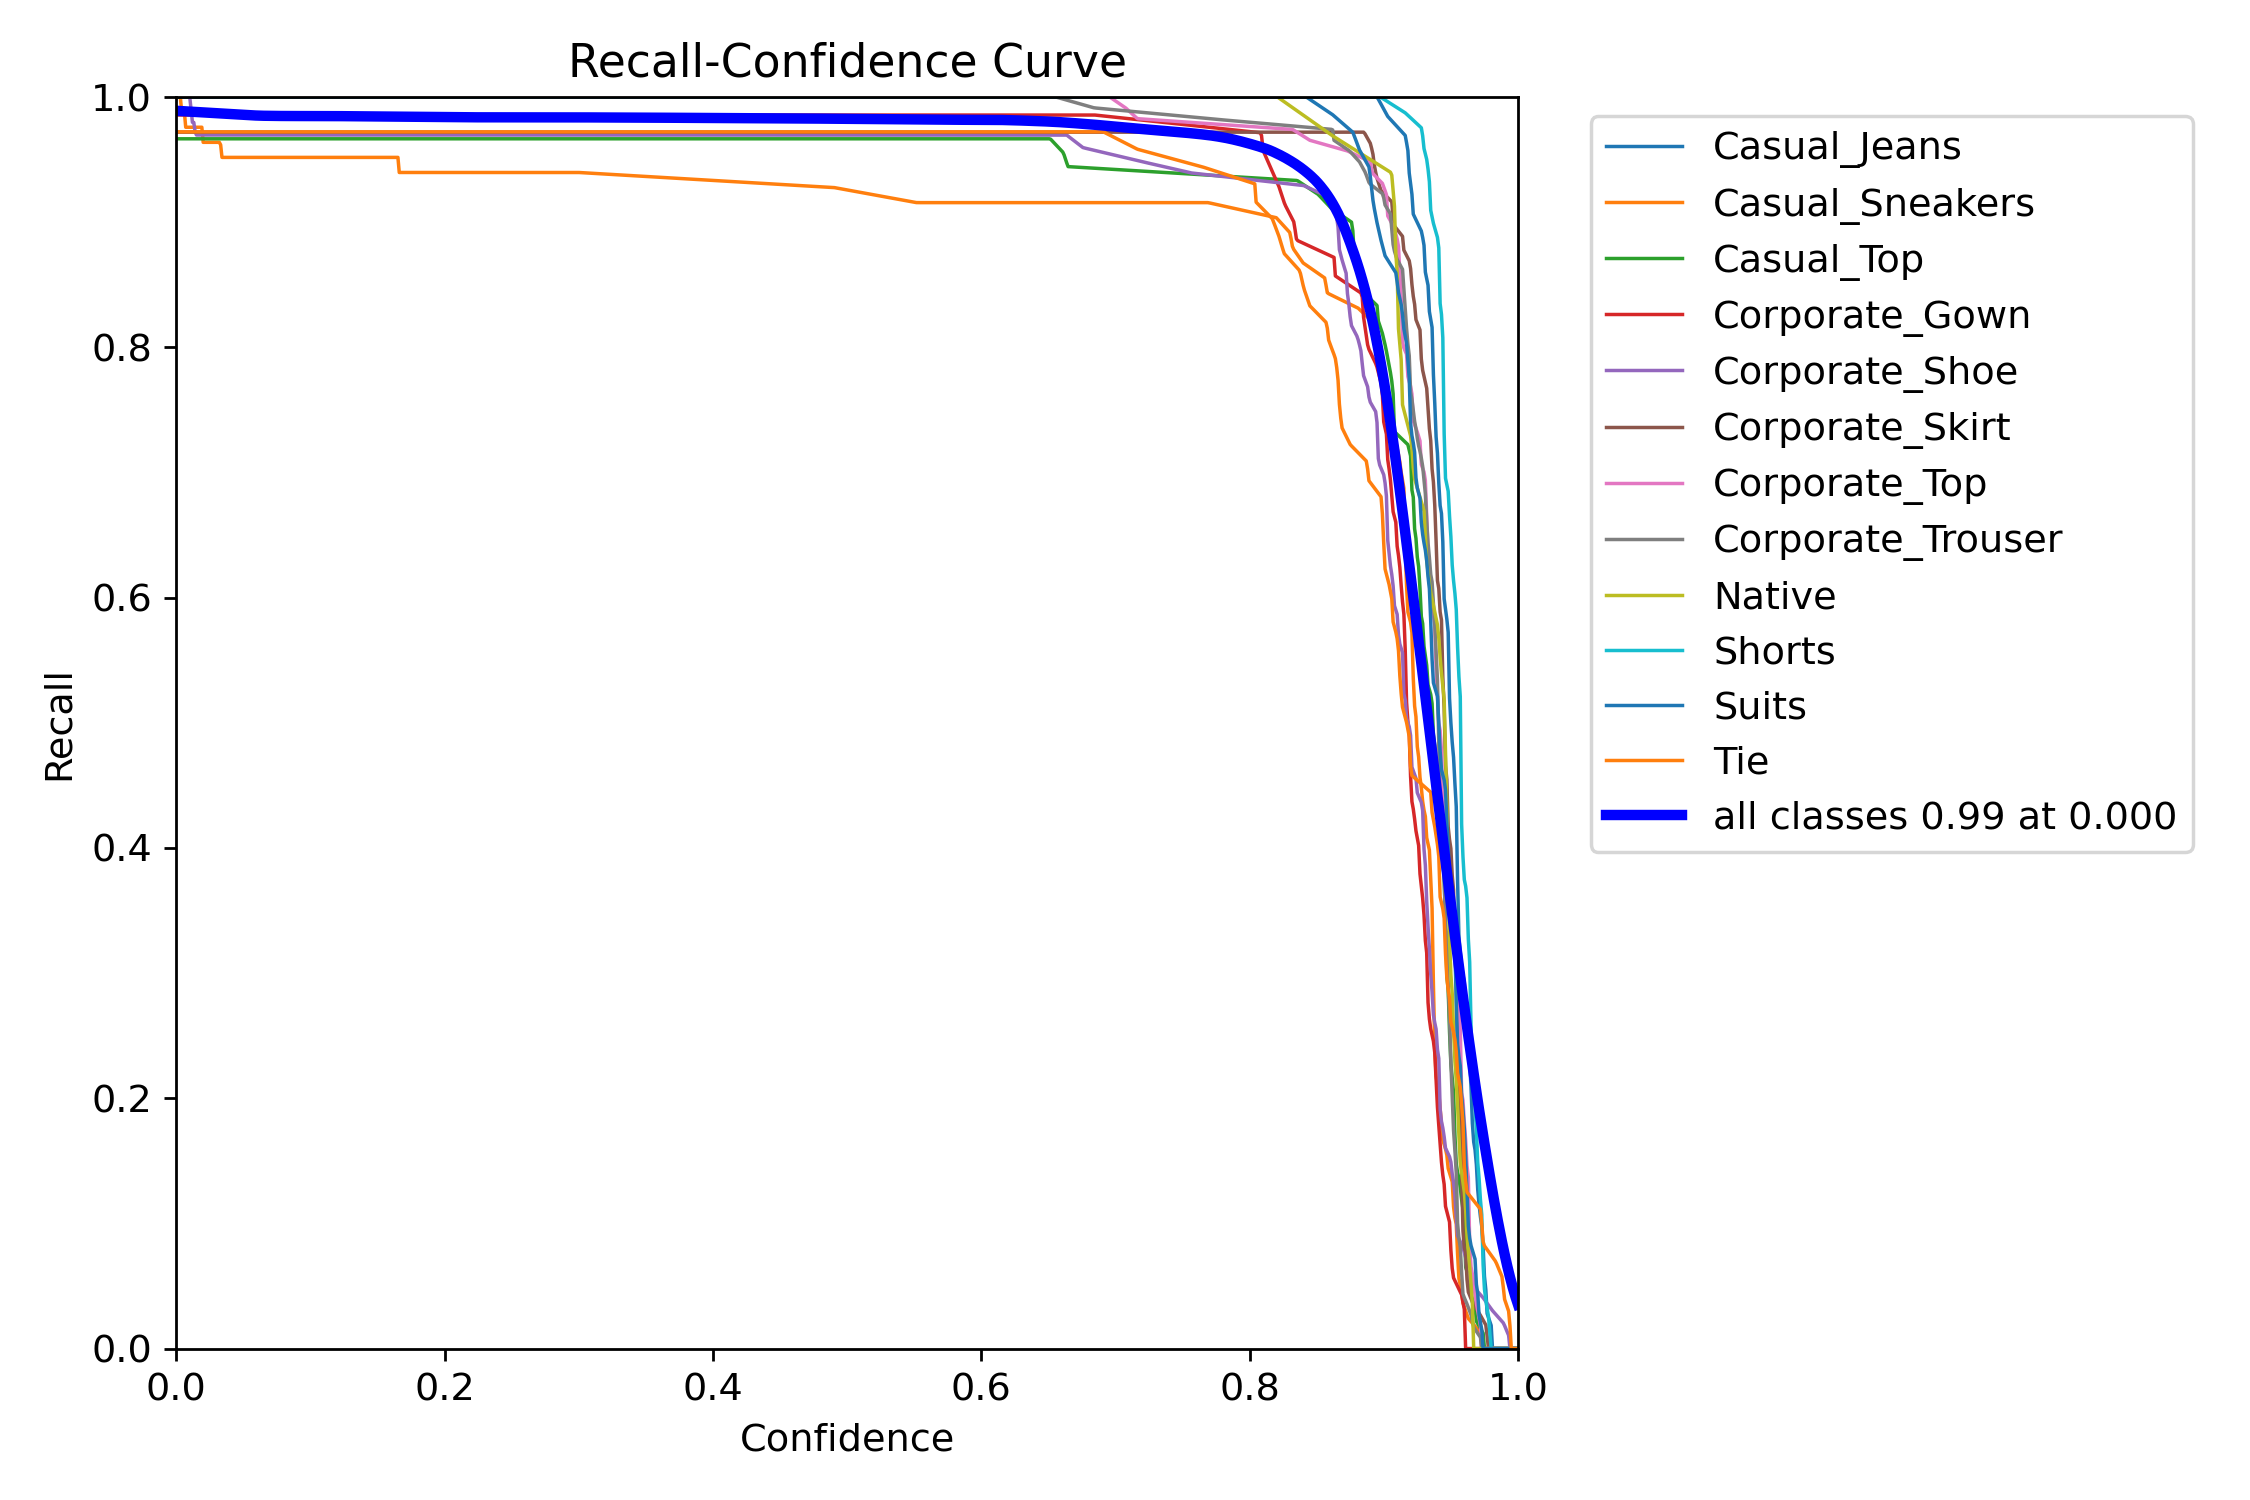 Recall-Confidence Curve
1.0
0.8
0.6
0.4
0.2
0.0
Recall
0.0 0.2 0.4 0.6 0.8 1.0
Confidence
Casual_Jeans
Casual_Sneakers
Casual_Top
Corporate_Gown
Corporate_Shoe
Corporate_Skirt
Corporate_Top
Corporate_Trouser
Native
Shorts
Suits
Tie
all classes 0.99 at 0.000